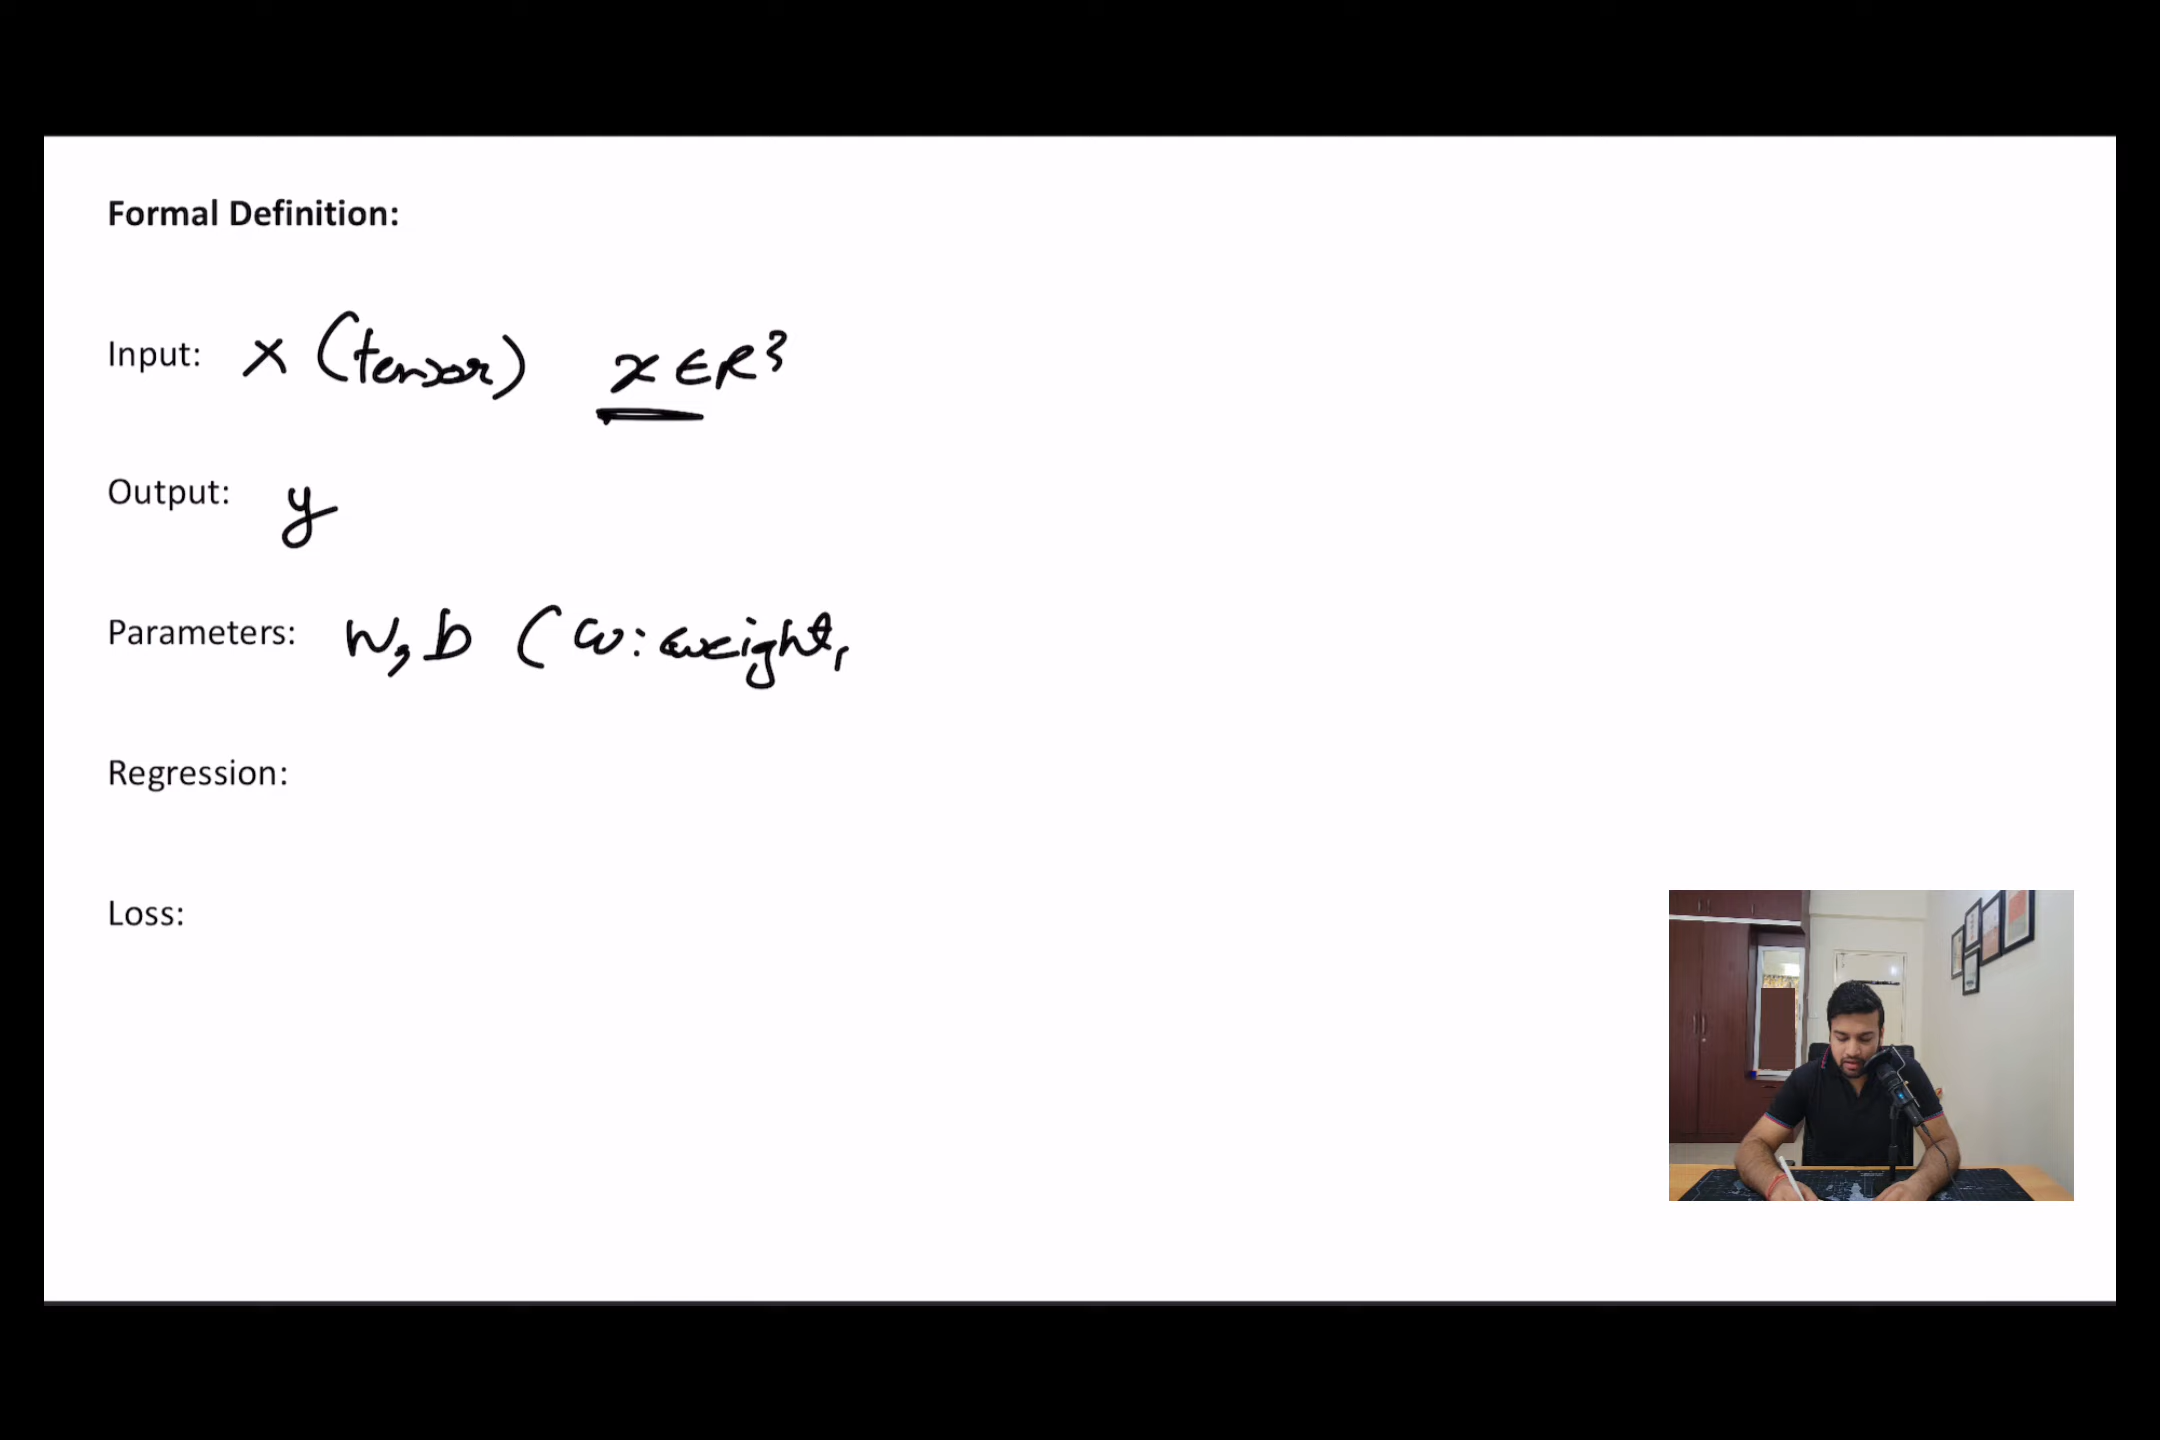 Formal Definition:
Input: X (tensor) x ∈ R³
Output: y
Parameters: W, b (w: weight,
Regression:
Loss: